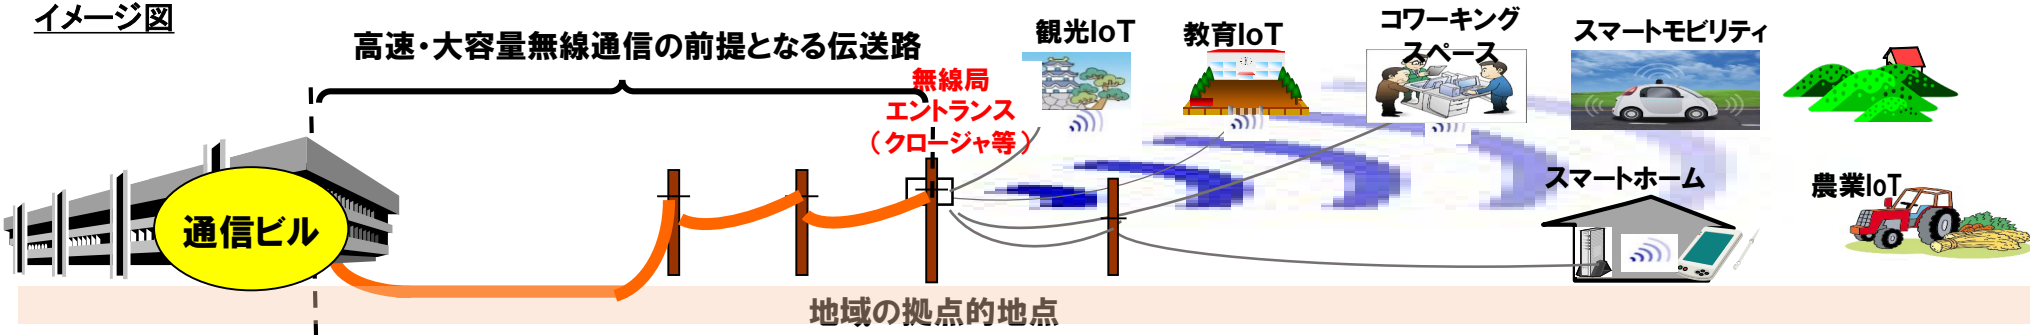 イメージ図
高速・大容量無線通信の前提となる伝送路
無線局
エントランス
（クロージャ等）
観光IoT
教育IoT
コワーキング
スペース
スマートモビリティ
通信ビル
スマートホーム
農業IoT
地域の拠点的地点